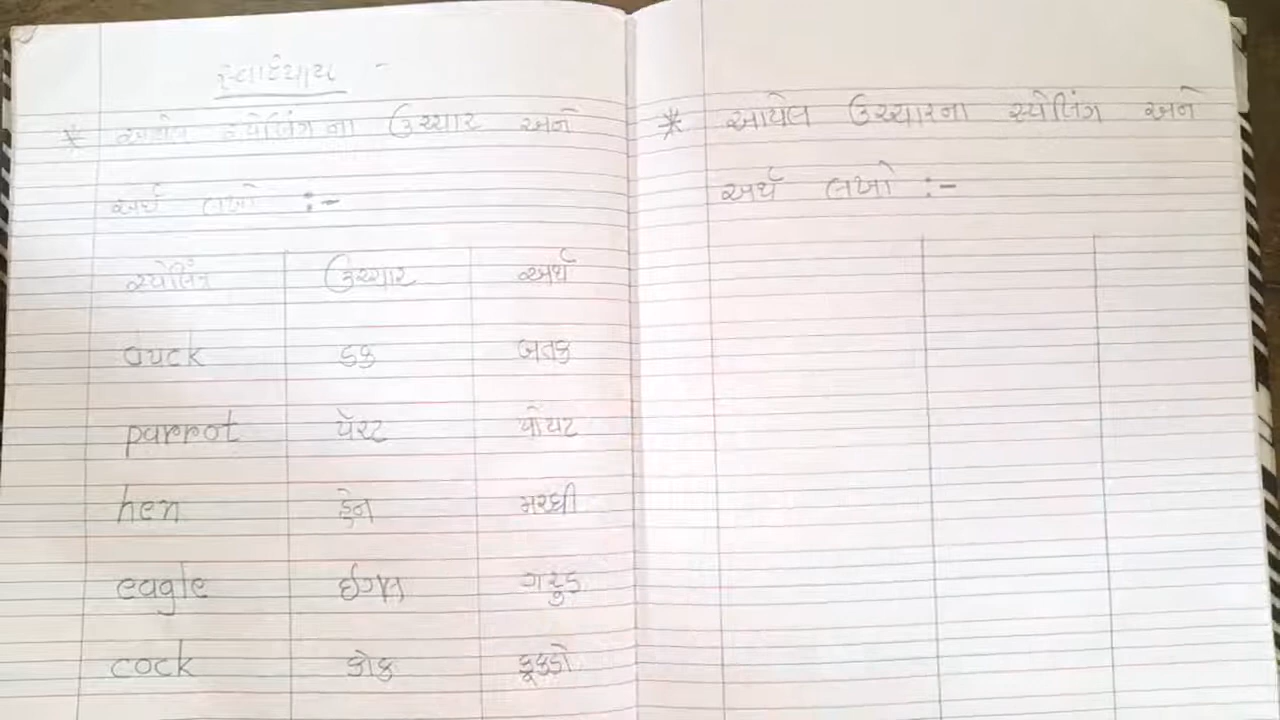 સ્વાધ્યાય -
* આપેલ સ્પેલિંગના ઉચ્ચાર અને
અર્થ લખો :-
સ્પેલિંગ ઉચ્ચાર અર્થ
duck ડક બતક
parrot પૅરટ પોપટ
hen હેન મરઘી
eagle ઈગલ ગરુડ
cock કોક કૂકડો
* આપેલ ઉચ્ચારના સ્પેલિંગ અને
અર્થ લખો :-